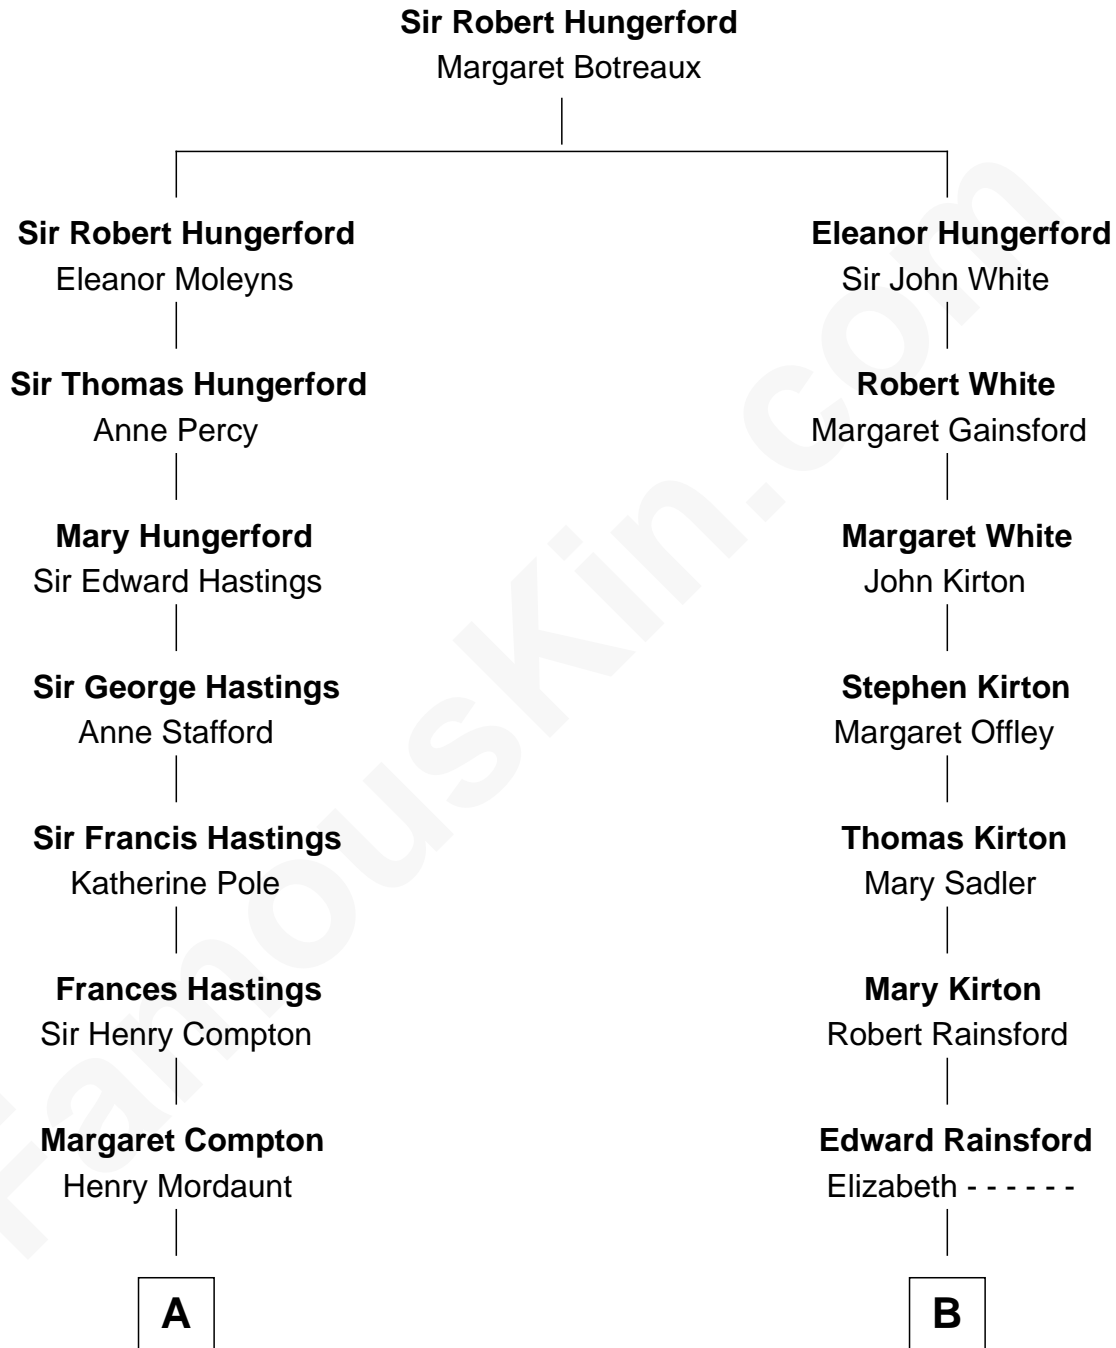 Sir Robert Hungerford
Margaret Botreaux
Sir Robert Hungerford
Eleanor Moleyns
Sir Thomas Hungerford
Anne Percy
Mary Hungerford
Sir Edward Hastings
Sir George Hastings
Anne Stafford
Sir Francis Hastings
Katherine Pole
Frances Hastings
Sir Henry Compton
Margaret Compton
Henry Mordaunt
A
Eleanor Hungerford
Sir John White
Robert White
Margaret Gainsford
Margaret White
John Kirton
Stephen Kirton
Margaret Offley
Thomas Kirton
Mary Sadler
Mary Kirton
Robert Rainsford
Edward Rainsford
Elizabeth - - - - - -
B
FamousKin.com